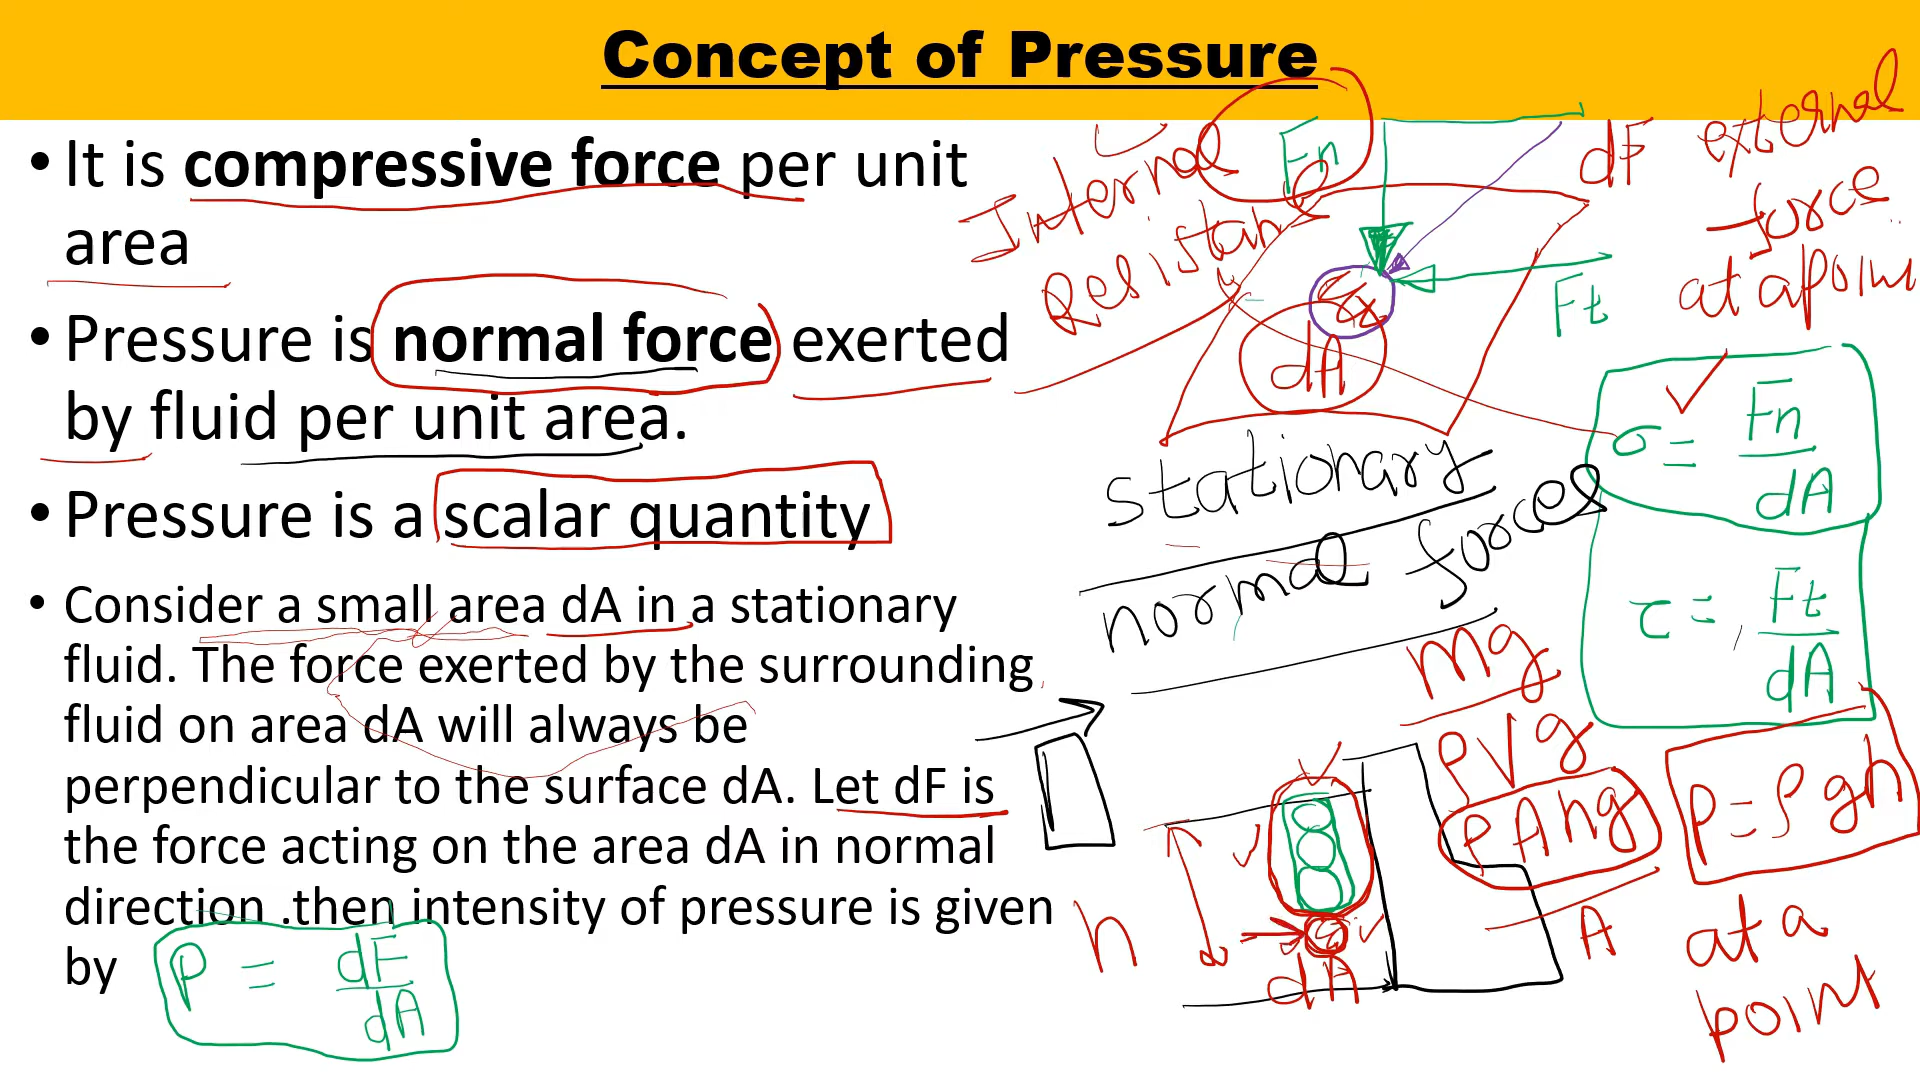 Concept of Pressure
• It is compressive force per unit
area
• Pressure is normal force exerted
by fluid per unit area.
• Pressure is a scalar quantity
• Consider a small area dA in a stationary
fluid. The force exerted by the surrounding
fluid on area dA will always be
perpendicular to the surface dA. Let dF is
the force acting on the area dA in normal
direction .then intensity of pressure is given
by
P = dF
dA
Internal
Fn
dF
external
force
at a point
Ft
dA
σ = Fn
dA
τ = Ft
dA
stationary
normal forces
mg
ρVg
ρAhg
A
P = ρgh
at a
point
h
dA